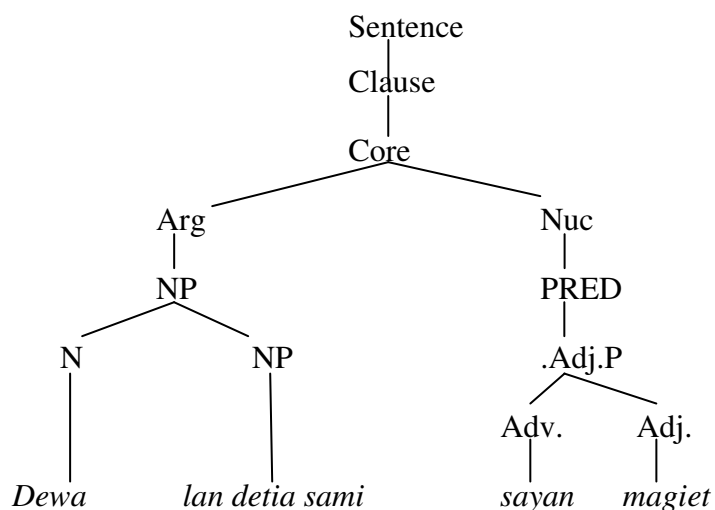 Sentence
Clause
Core
Arg Nuc
NP PRED
N NP .Adj.P
Adv. Adj.
Dewa lan detia sami sayan magiet